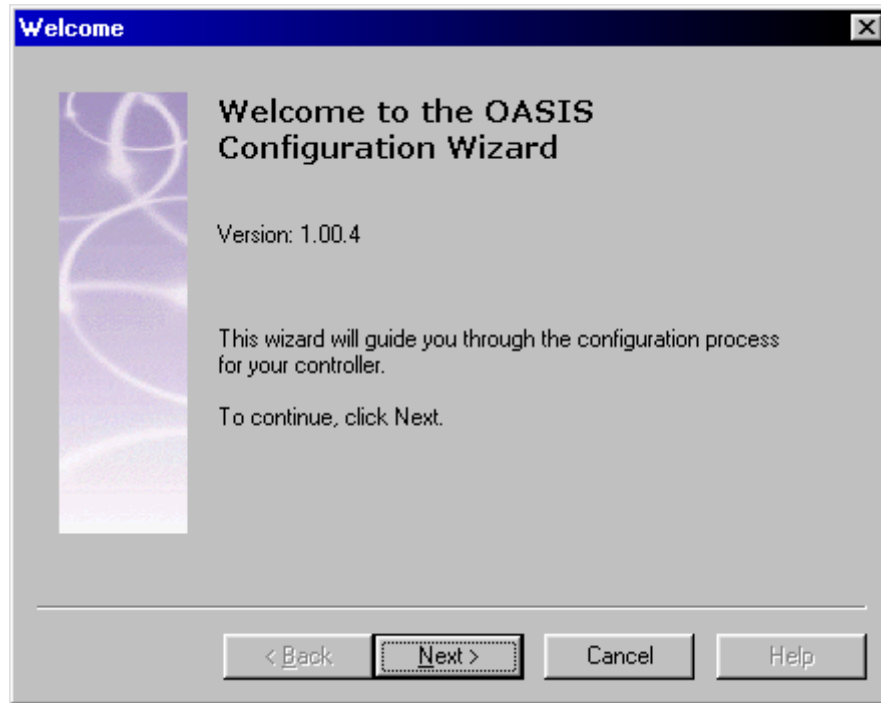 Welcome
Welcome to the OASIS
Configuration Wizard
Version: 1.00.4
This wizard will guide you through the configuration process
for your controller.
To continue, click Next.
< Back
Next >
Cancel
Help